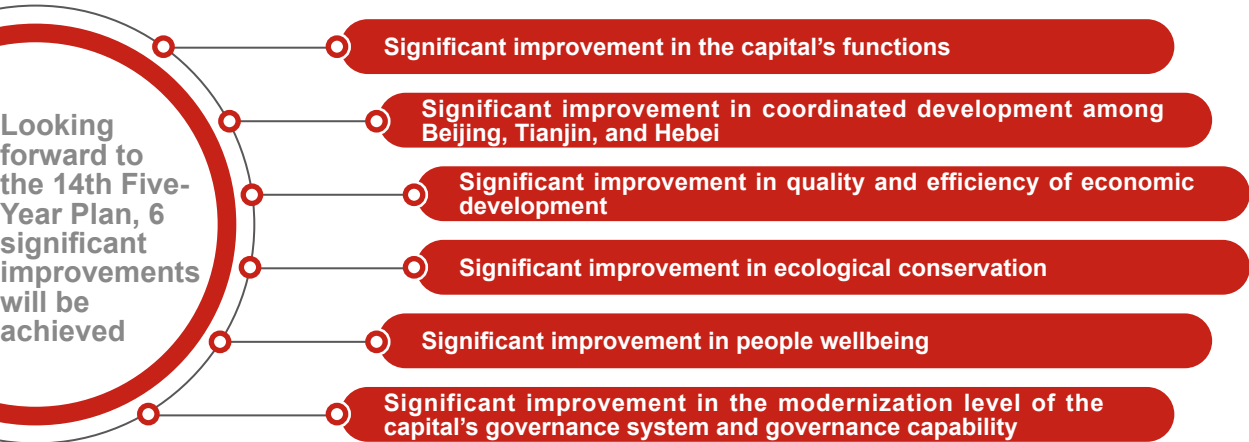 Looking
forward to
the 14th Five-
Year Plan, 6
significant
improvements
will be
achieved
Significant improvement in the capital's functions
Significant improvement in coordinated development among
Beijing, Tianjin, and Hebei
Significant improvement in quality and efficiency of economic
development
Significant improvement in ecological conservation
Significant improvement in people wellbeing
Significant improvement in the modernization level of the
capital's governance system and governance capability